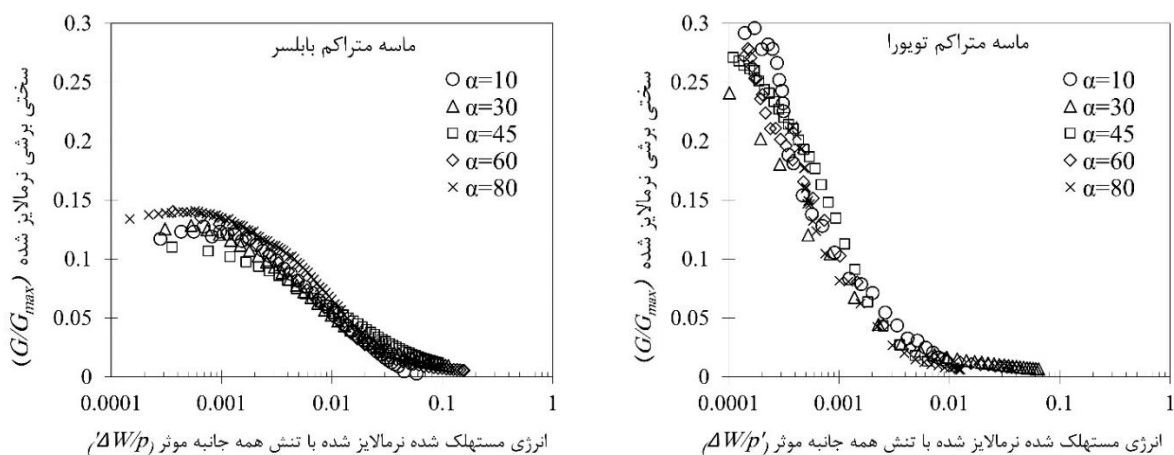 ماسه متراکم بابلسر
سختی برشی نرمالایز شده (G/Gmax)
0.3
0.25
0.2
0.15
0.1
0.05
0
α=10
α=30
α=45
α=60
α=80
0.0001 0.001 0.01 0.1 1
انرژی مستهلک شده نرمالایز شده با تنش همه جانبه موثر (ΔW/p')
ماسه متراکم تویورا
سختی برشی نرمالایز شده (G/Gmax)
0.3
0.25
0.2
0.15
0.1
0.05
0
α=10
α=30
α=45
α=60
α=80
0.0001 0.001 0.01 0.1 1
انرژی مستهلک شده نرمالایز شده با تنش همه جانبه موثر (ΔW/p')